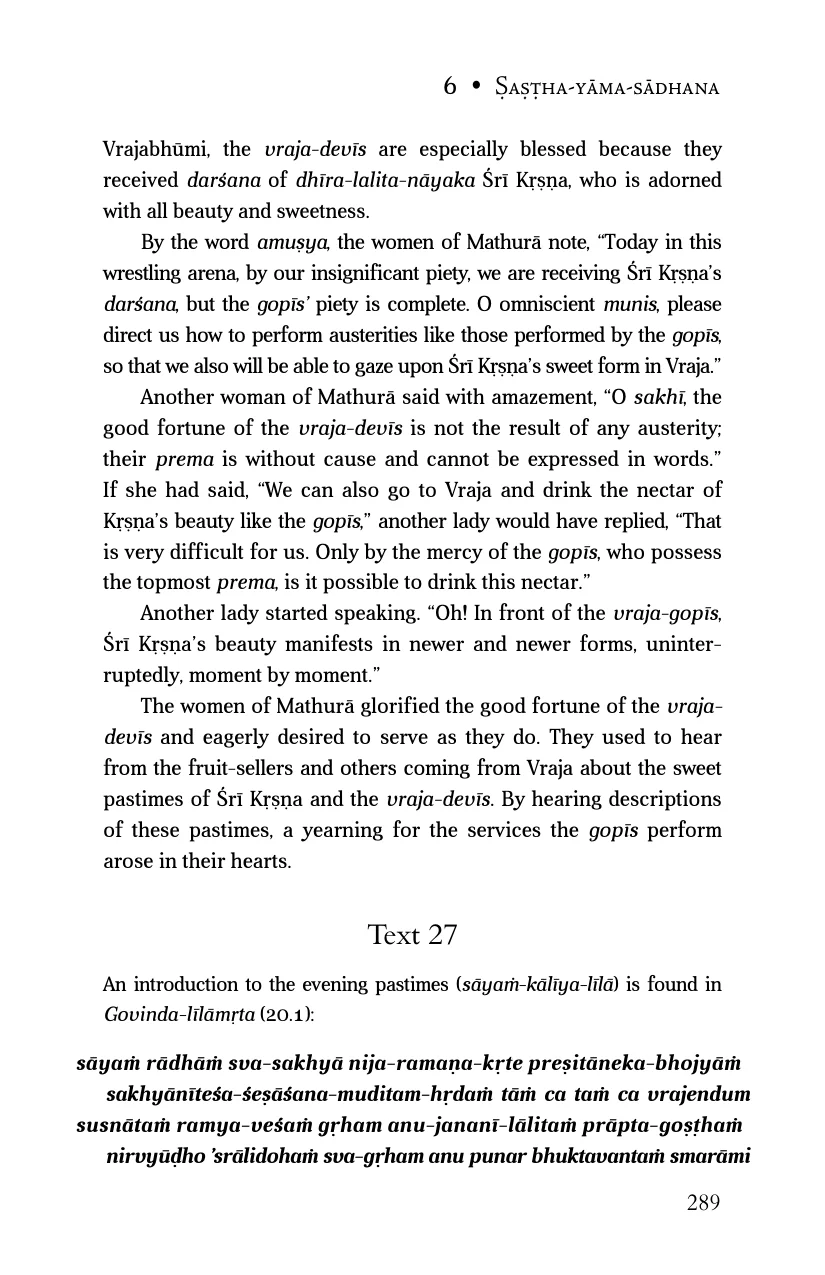 6 • Ṣaṣṭha-yāma-sādhana
Vrajabhūmi, the vraja-devīs are especially blessed because they
received darśana of dhīra-lalita-nāyaka Śrī Kṛṣṇa, who is adorned
with all beauty and sweetness.
By the word amuṣya, the women of Mathurā note, “Today in this
wrestling arena, by our insignificant piety, we are receiving Śrī Kṛṣṇa’s
darśana, but the gopīs’ piety is complete. O omniscient munis, please
direct us how to perform austerities like those performed by the gopīs,
so that we also will be able to gaze upon Śrī Kṛṣṇa’s sweet form in Vraja.”
Another woman of Mathurā said with amazement, “O sakhī, the
good fortune of the vraja-devīs is not the result of any austerity;
their prema is without cause and cannot be expressed in words.”
If she had said, “We can also go to Vraja and drink the nectar of
Kṛṣṇa’s beauty like the gopīs,” another lady would have replied, “That
is very difficult for us. Only by the mercy of the gopīs, who possess
the topmost prema, is it possible to drink this nectar.”
Another lady started speaking. “Oh! In front of the vraja-gopīs,
Śrī Kṛṣṇa’s beauty manifests in newer and newer forms, uninter-
ruptedly, moment by moment.”
The women of Mathurā glorified the good fortune of the vraja-
devīs and eagerly desired to serve as they do. They used to hear
from the fruit-sellers and others coming from Vraja about the sweet
pastimes of Śrī Kṛṣṇa and the vraja-devīs. By hearing descriptions
of these pastimes, a yearning for the services the gopīs perform
arose in their hearts.
Text 27
An introduction to the evening pastimes (sāyaṁ-kālīya-līlā) is found in
Govinda-līlāmṛta (20.1):
sāyaṁ rādhāṁ sva-sakhyā nija-ramaṇa-kṛte preṣitāneka-bhojyāṁ
sakhyānīteśa-śeṣāśana-muditam-hṛdaṁ tāṁ ca taṁ ca vrajendum
susnātaṁ ramya-veśaṁ gṛham anu-jananī-lālitaṁ prāpta-goṣṭhaṁ
nirvyūḍho ’srālidohaṁ sva-gṛham anu punar bhuktavantaṁ smarāmi
289